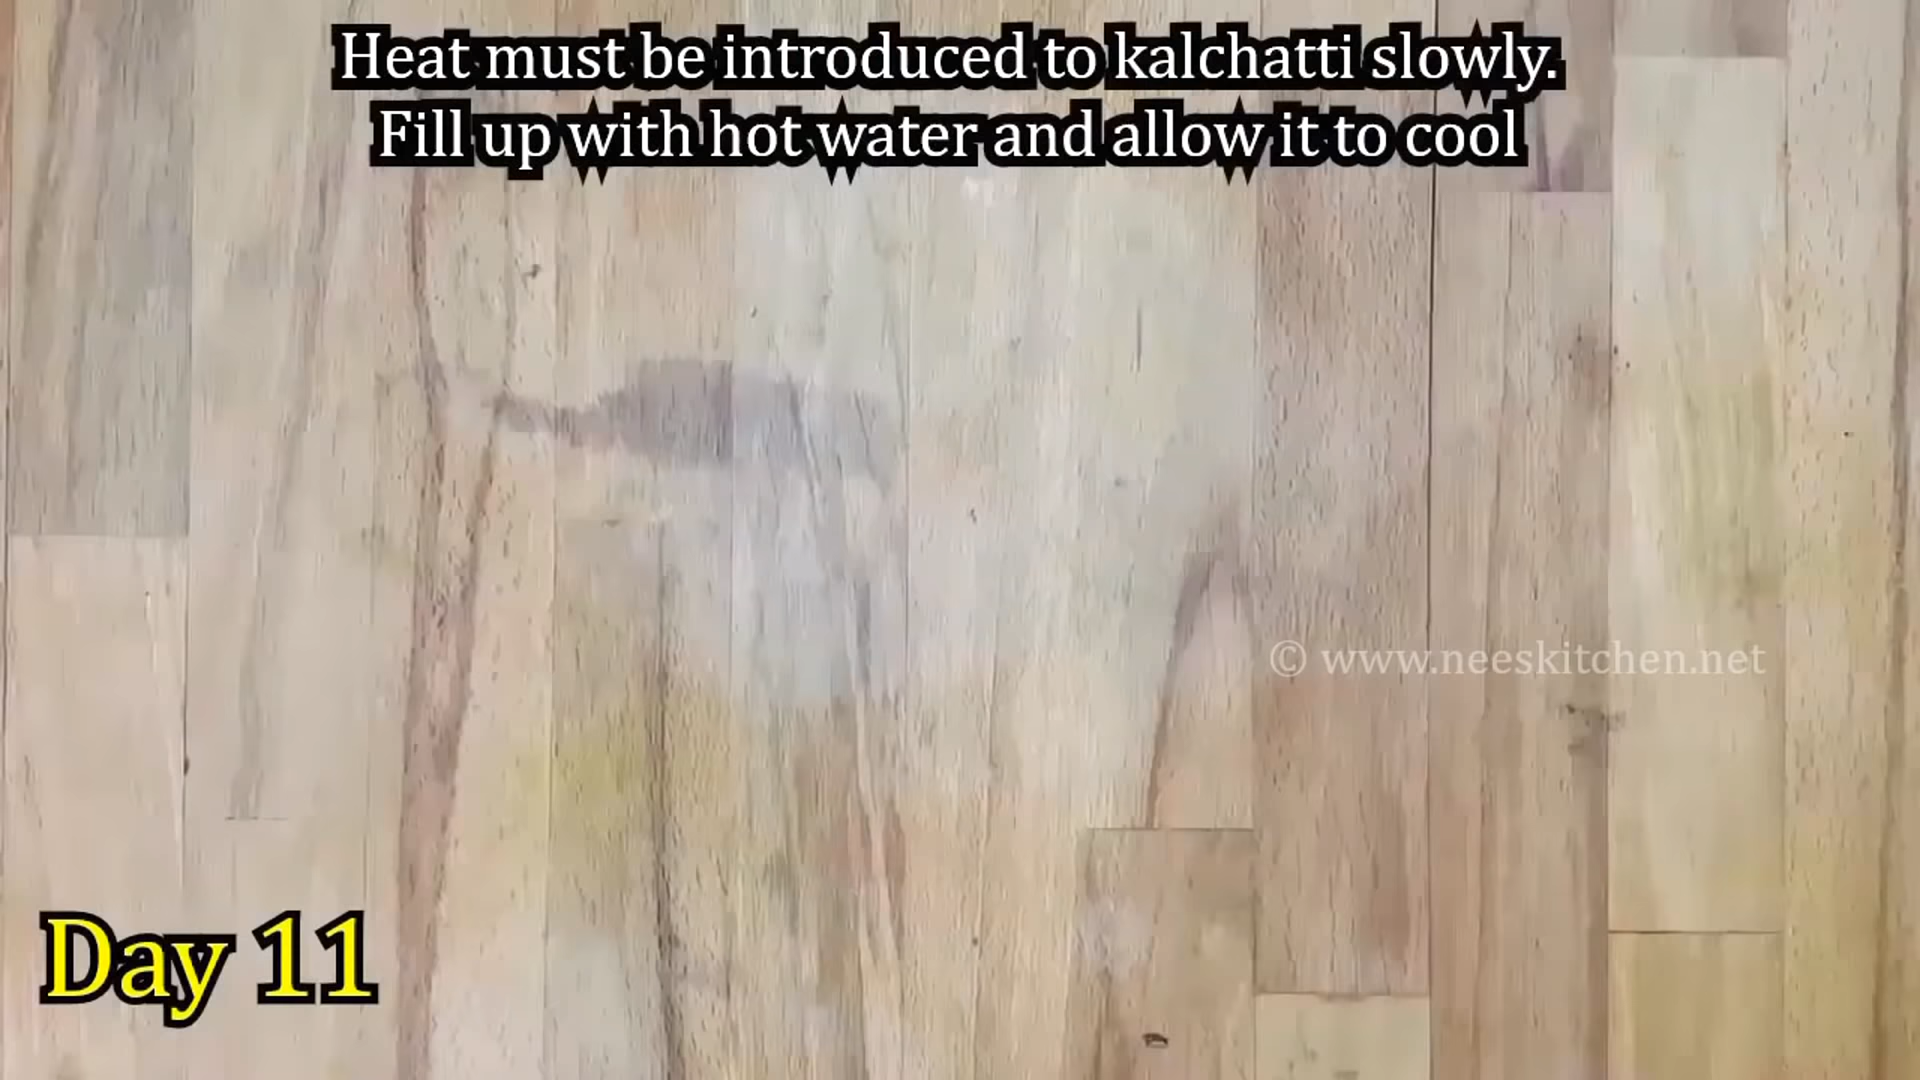 Heat must be introduced to kalchatti slowly.
Fill up with hot water and allow it to cool
© www.neeskitchen.net
Day 11